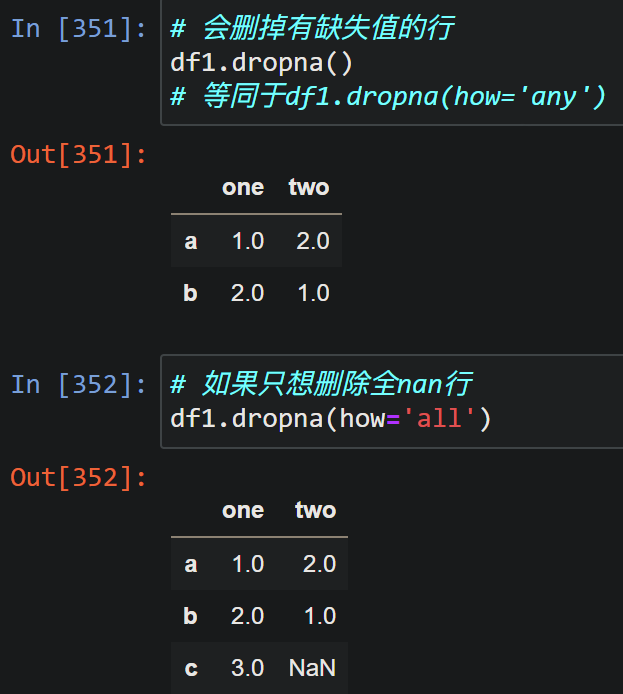 In [351]: # 会删掉有缺失值的行
df1.dropna()
# 等同于df1.dropna(how='any')
Out[351]:
one two
a 1.0 2.0
b 2.0 1.0
In [352]: # 如果只想删除全nan行
df1.dropna(how='all')
Out[352]:
one two
a 1.0 2.0
b 2.0 1.0
c 3.0 NaN